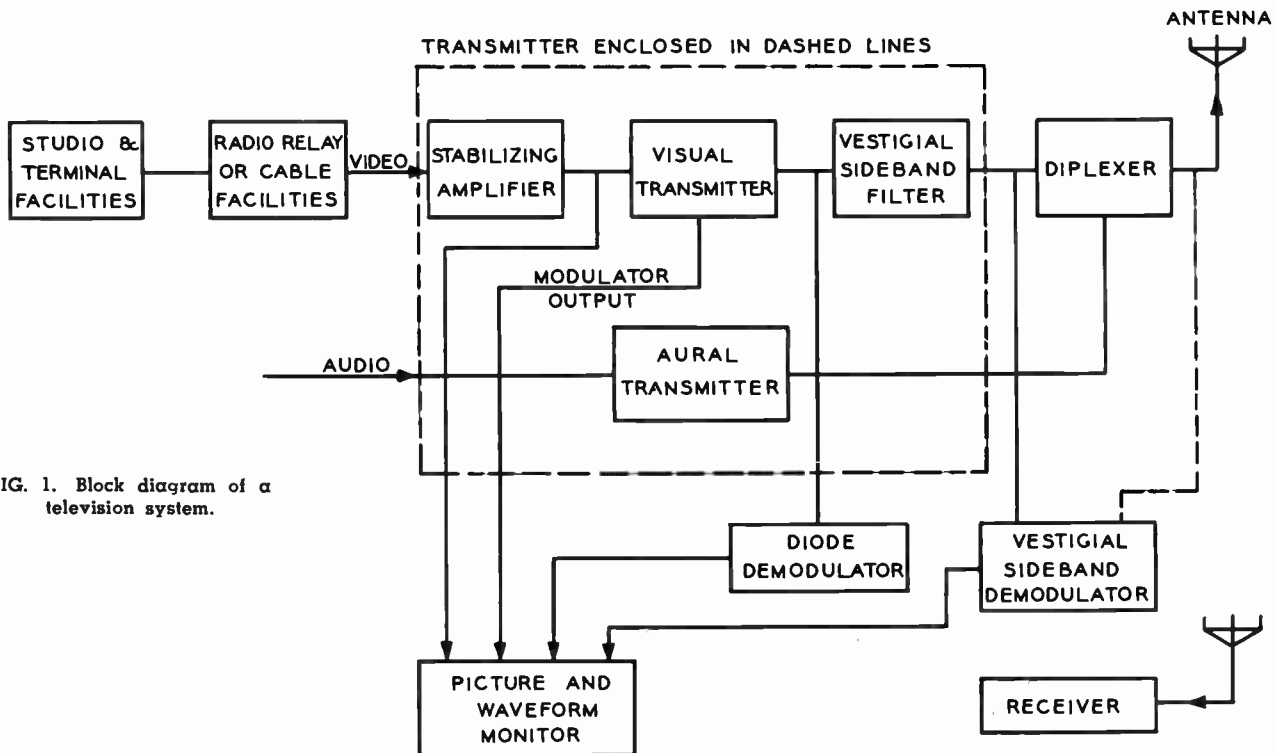 ANTENNA
TRANSMITTER ENCLOSED IN DASHED LINES
STUDIO &
TERMINAL
FACILITIES
RADIO RELAY
OR CABLE
FACILITIES
VIDEO
STABILIZING
AMPLIFIER
VISUAL
TRANSMITTER
VESTIGIAL
SIDEBAND
FILTER
DIPLEXER
MODULATOR
OUTPUT
AUDIO
AURAL
TRANSMITTER
IG. 1. Block diagram of a
television system.
DIODE
DEMODULATOR
VESTIGIAL
SIDEBAND
DEMODULATOR
PICTURE AND
WAVEFORM
MONITOR
RECEIVER